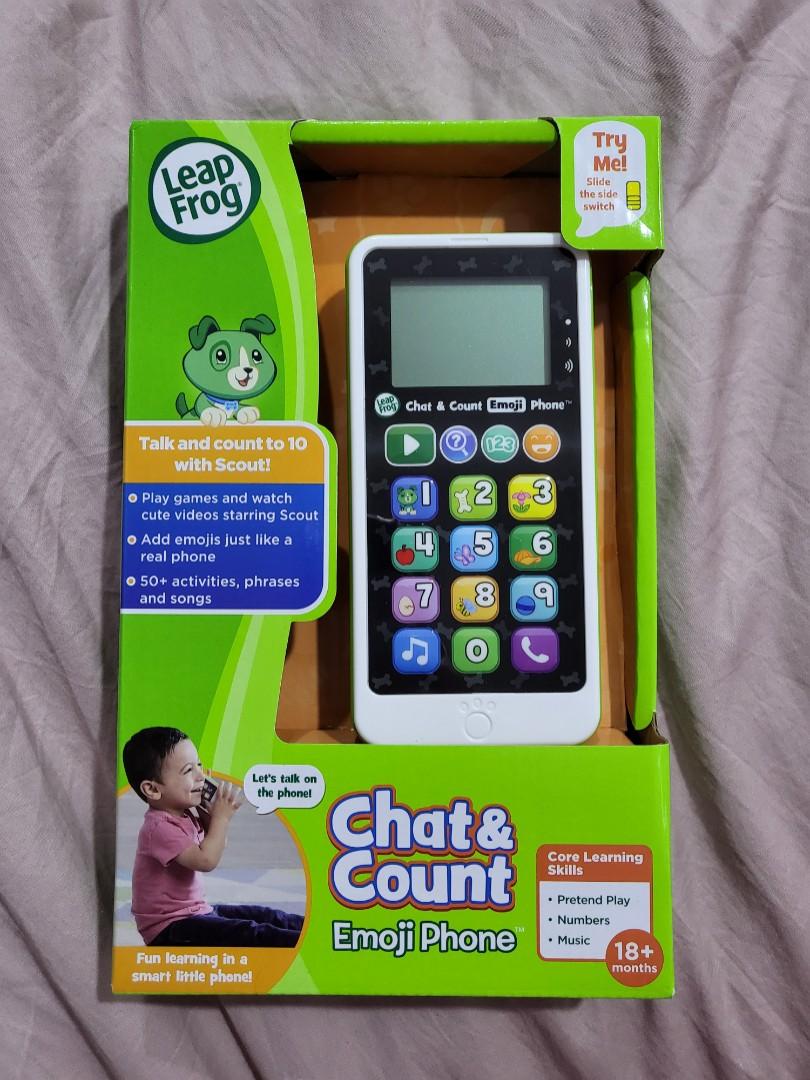 Leap
Frog
Try
Me!
Slide
the side
switch
Leap
Frog
Chat & Count Emoji Phone™
?
123
1
2
3
4
5
6
7
8
9
0
Talk and count to 10
with Scout!
Play games and watch
cute videos starring Scout
Add emojis just like a
real phone
50+ activities, phrases
and songs
Let's talk on
the phone!
Fun learning in a
smart little phone!
Chat &
Count
Emoji Phone™
Core Learning
Skills
• Pretend Play
• Numbers
• Music
18+
months